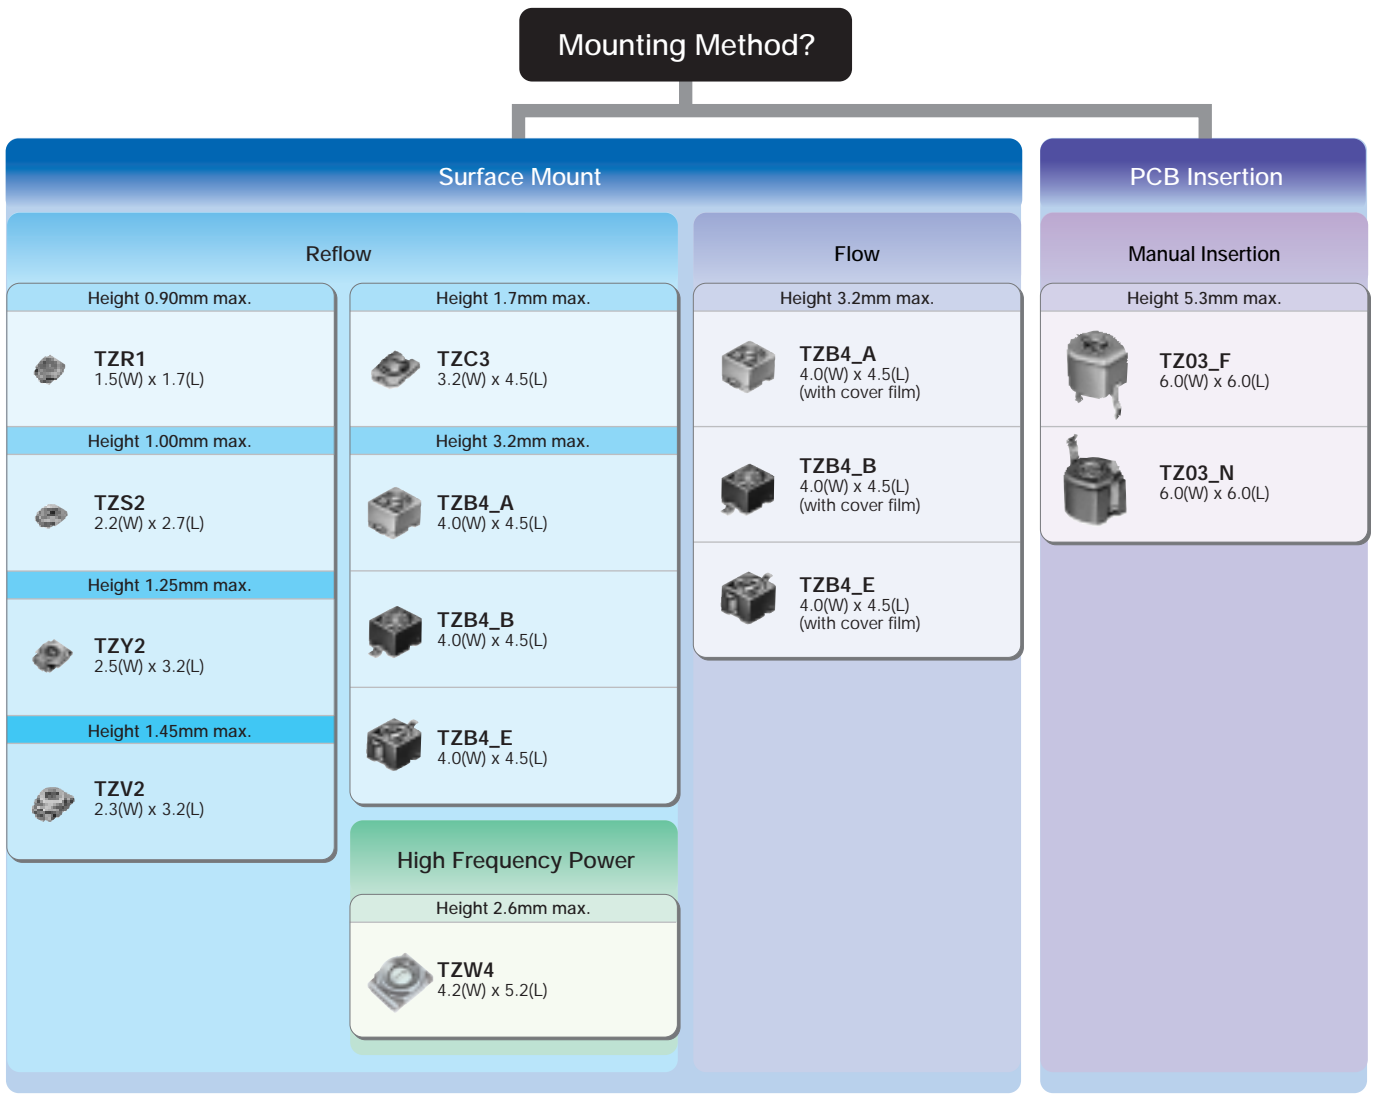 Mounting Method?
Surface Mount
Reflow
Height 0.90mm max.
TZR1
1.5(W) x 1.7(L)
Height 1.00mm max.
TZS2
2.2(W) x 2.7(L)
Height 1.25mm max.
TZY2
2.5(W) x 3.2(L)
Height 1.45mm max.
TZV2
2.3(W) x 3.2(L)
Height 1.7mm max.
TZC3
3.2(W) x 4.5(L)
Height 3.2mm max.
TZB4_A
4.0(W) x 4.5(L)
TZB4_B
4.0(W) x 4.5(L)
TZB4_E
4.0(W) x 4.5(L)
High Frequency Power
Height 2.6mm max.
TZW4
4.2(W) x 5.2(L)
Flow
Height 3.2mm max.
TZB4_A
4.0(W) x 4.5(L)
(with cover film)
TZB4_B
4.0(W) x 4.5(L)
(with cover film)
TZB4_E
4.0(W) x 4.5(L)
(with cover film)
PCB Insertion
Manual Insertion
Height 5.3mm max.
TZ03_F
6.0(W) x 6.0(L)
TZ03_N
6.0(W) x 6.0(L)